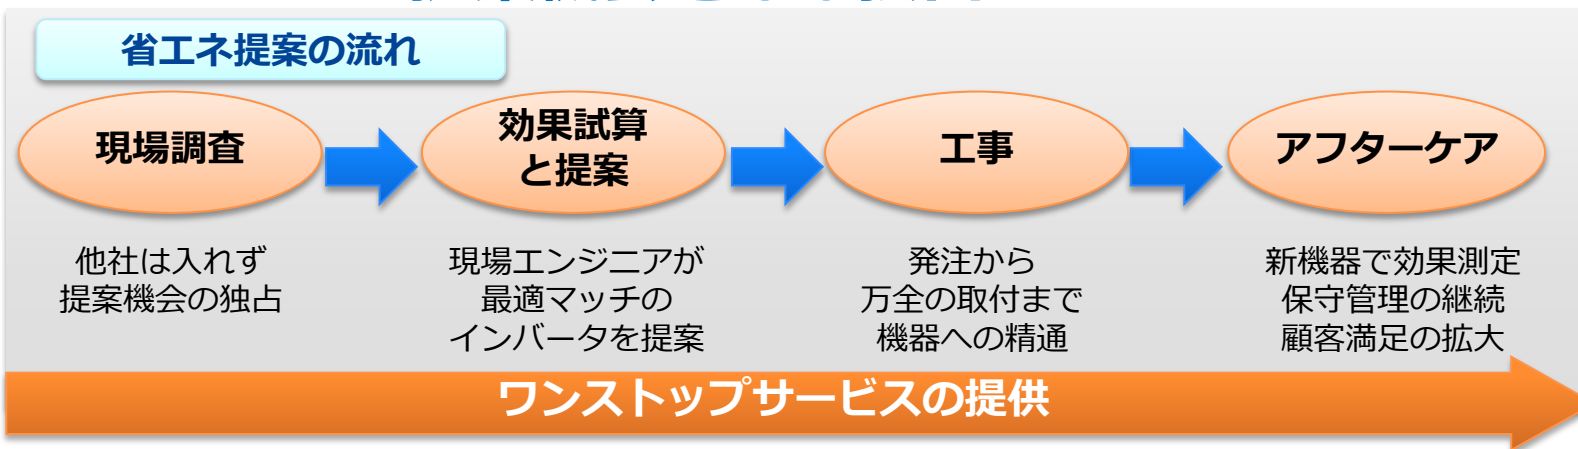 省エネ提案の流れ
現場調査
効果試算
と提案
工事
アフターケア
他社は入れず
提案機会の独占
現場エンジニアが
最適マッチの
インバータを提案
発注から
万全の取付まで
機器への精通
新機器で効果測定
保守管理の継続
顧客満足の拡大
ワンストップサービスの提供